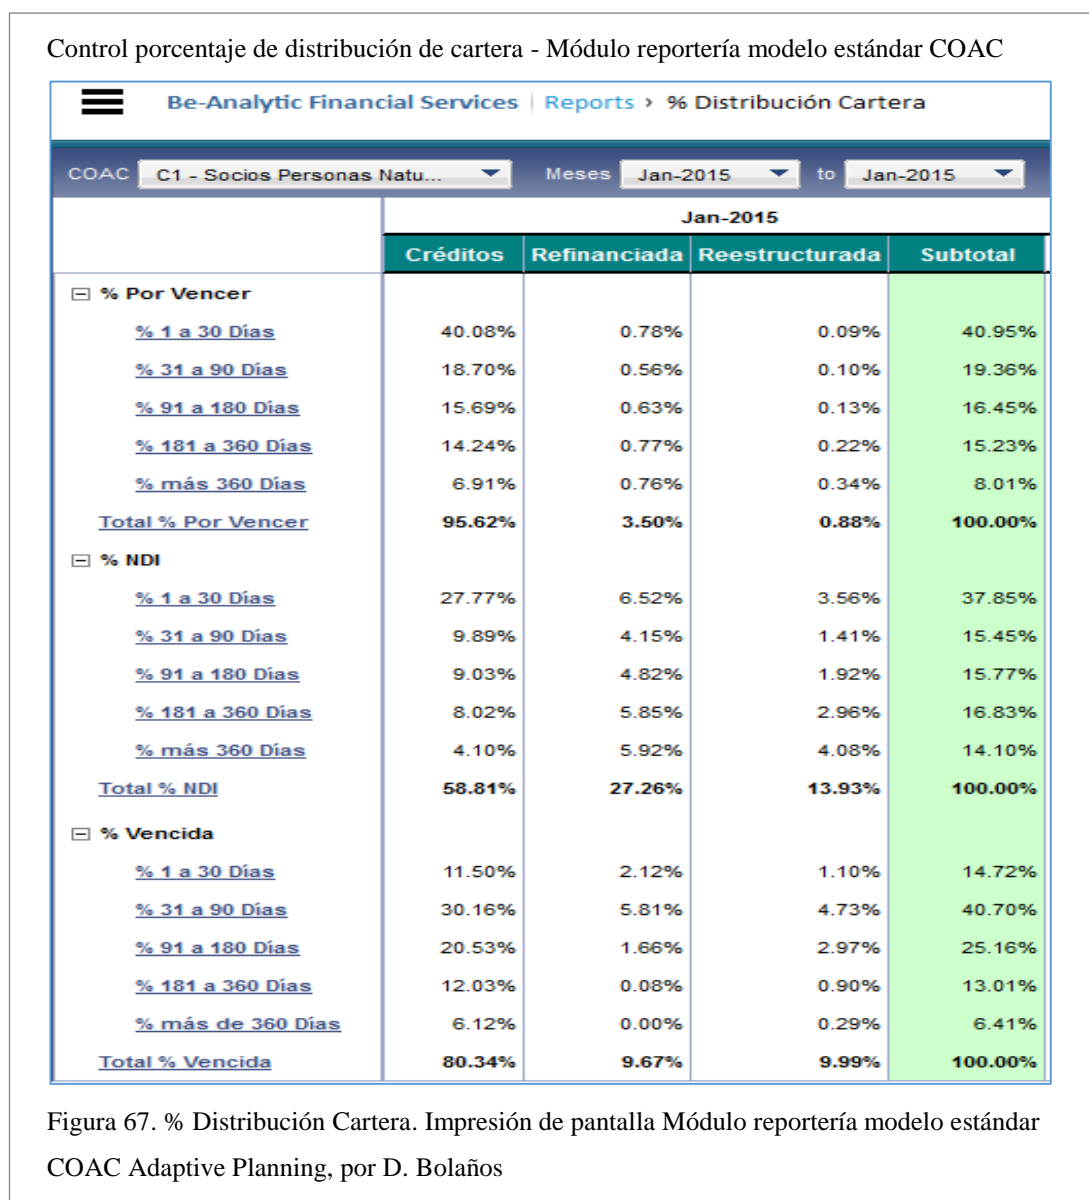 Control porcentaje de distribución de cartera - Módulo reportería modelo estándar COAC
Be-Analytic Financial Services | Reports › % Distribución Cartera
COAC C1 - Socios Personas Natu... Meses Jan-2015 to Jan-2015
Jan-2015
Créditos Refinanciada Reestructurada Subtotal
% Por Vencer
% 1 a 30 Días 40.08% 0.78% 0.09% 40.95%
% 31 a 90 Días 18.70% 0.56% 0.10% 19.36%
% 91 a 180 Días 15.69% 0.63% 0.13% 16.45%
% 181 a 360 Días 14.24% 0.77% 0.22% 15.23%
% más 360 Días 6.91% 0.76% 0.34% 8.01%
Total % Por Vencer 95.62% 3.50% 0.88% 100.00%
% NDI
% 1 a 30 Días 27.77% 6.52% 3.56% 37.85%
% 31 a 90 Días 9.89% 4.15% 1.41% 15.45%
% 91 a 180 Días 9.03% 4.82% 1.92% 15.77%
% 181 a 360 Días 8.02% 5.85% 2.96% 16.83%
% más 360 Días 4.10% 5.92% 4.08% 14.10%
Total % NDI 58.81% 27.26% 13.93% 100.00%
% Vencida
% 1 a 30 Días 11.50% 2.12% 1.10% 14.72%
% 31 a 90 Días 30.16% 5.81% 4.73% 40.70%
% 91 a 180 Días 20.53% 1.66% 2.97% 25.16%
% 181 a 360 Días 12.03% 0.08% 0.90% 13.01%
% más de 360 Días 6.12% 0.00% 0.29% 6.41%
Total % Vencida 80.34% 9.67% 9.99% 100.00%
Figura 67. % Distribución Cartera. Impresión de pantalla Módulo reportería modelo estándar
COAC Adaptive Planning, por D. Bolaños